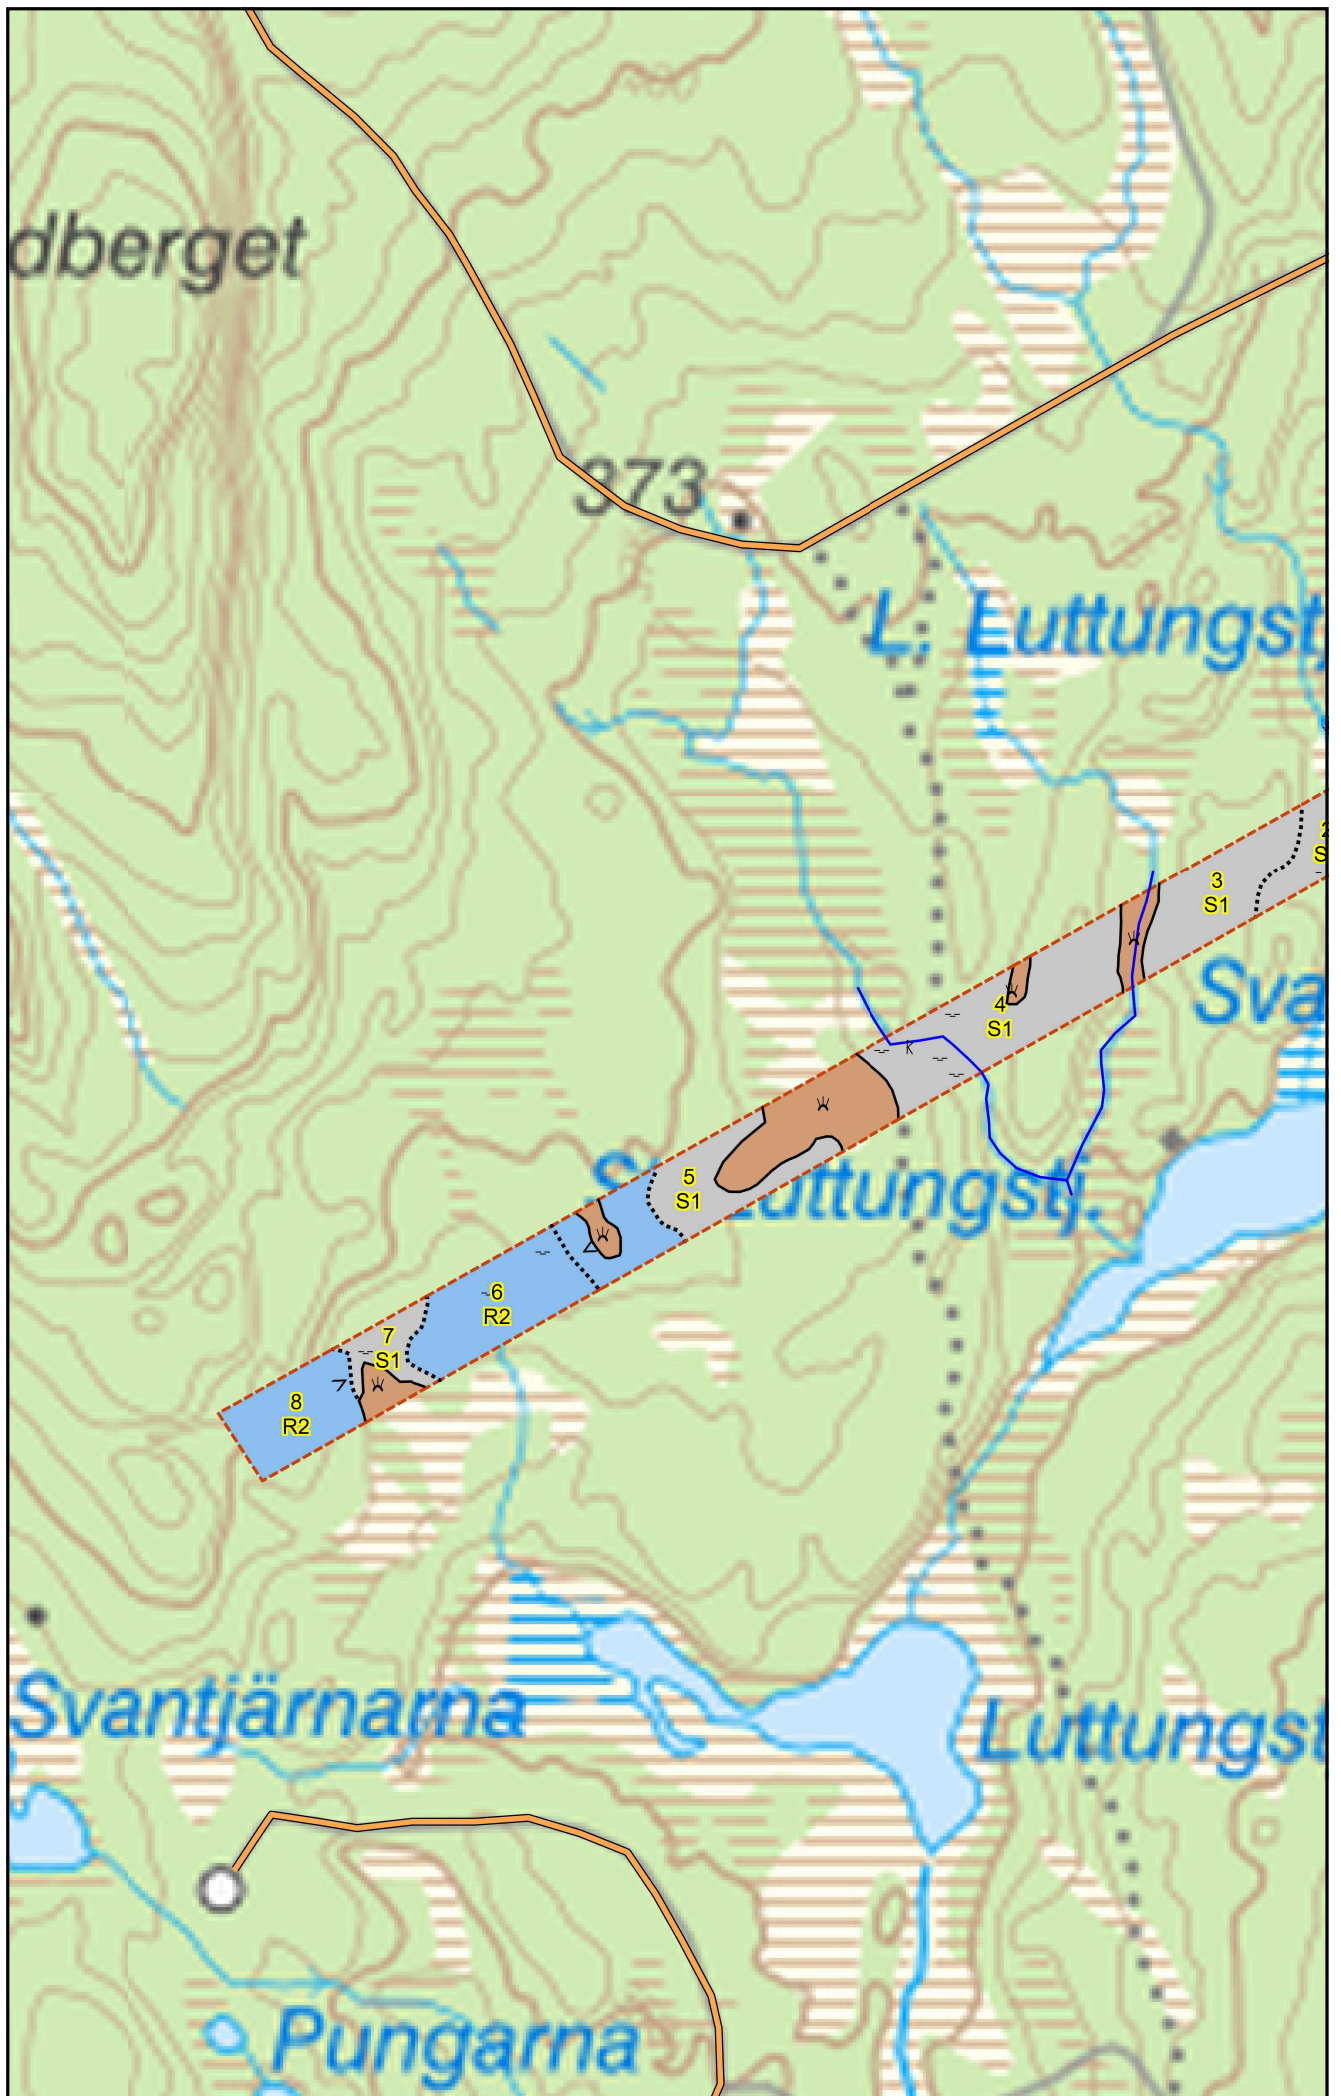 dberget
373
L. Luttungstj
2
S
3
S1
Sva
4
S1
5
S1
S. Luttungstj.
6
R2
7
S1
8
R2
Svantjärnarna
Luttungst
Pungarna